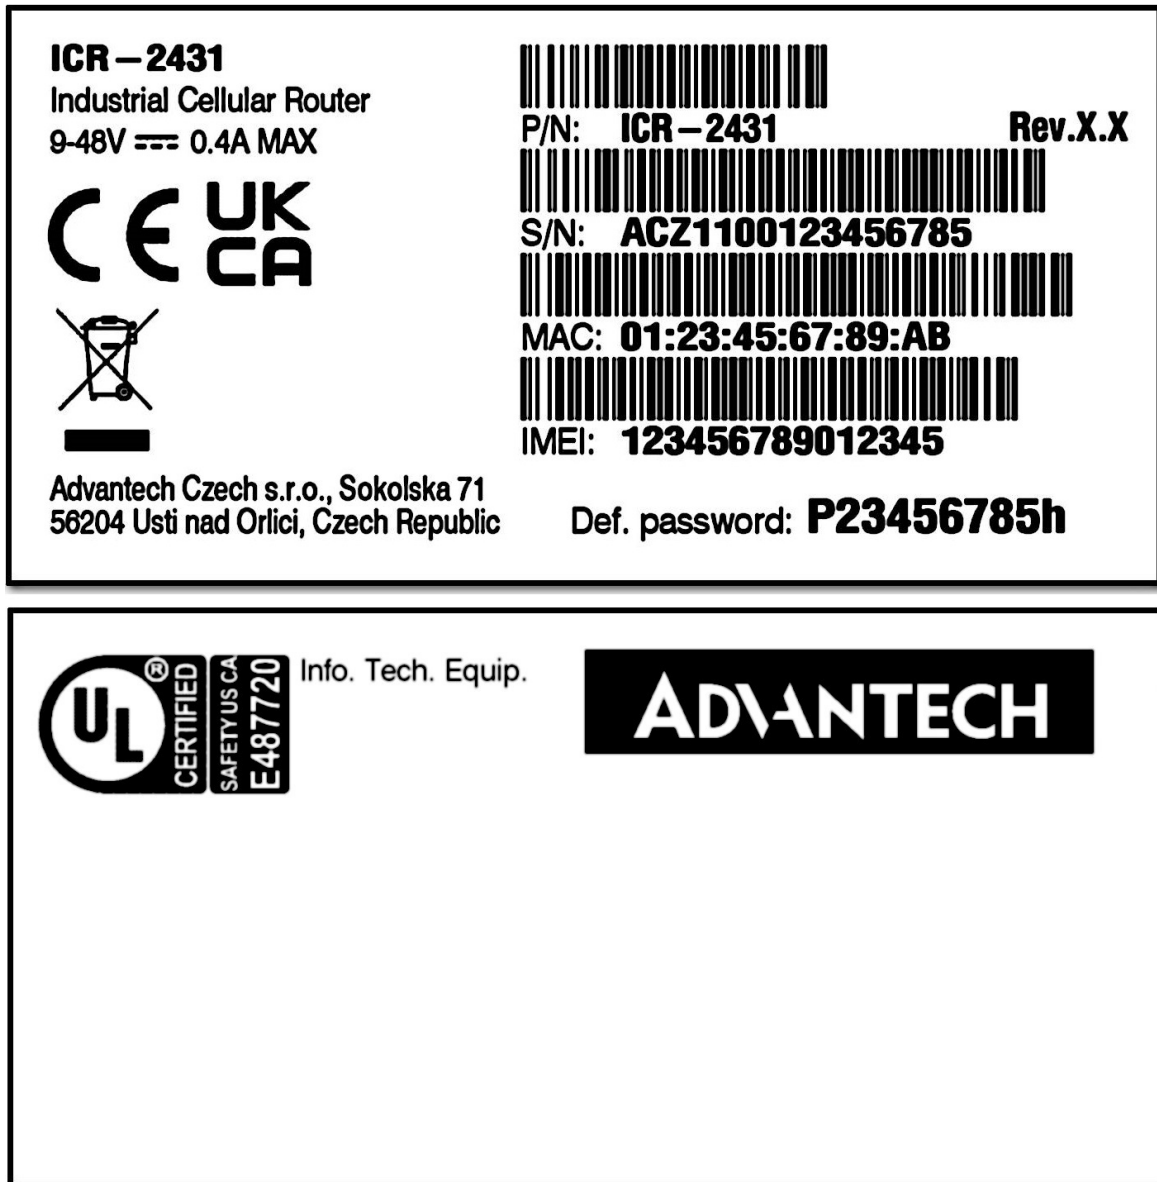 ICR-2431
Industrial Cellular Router
9-48V 0.4A MAX
CE UK
CA
Advantech Czech s.r.o., Sokolska 71
56204 Usti nad Orlici, Czech Republic
P/N: ICR-2431 Rev.X.X
S/N: ACZ1100123456785
MAC: 01:23:45:67:89:AB
IMEI: 123456789012345
Def. password: P23456785h
UL ®
CERTIFIED
SAFETY US CA
E487720
Info. Tech. Equip.
ADVANTECH